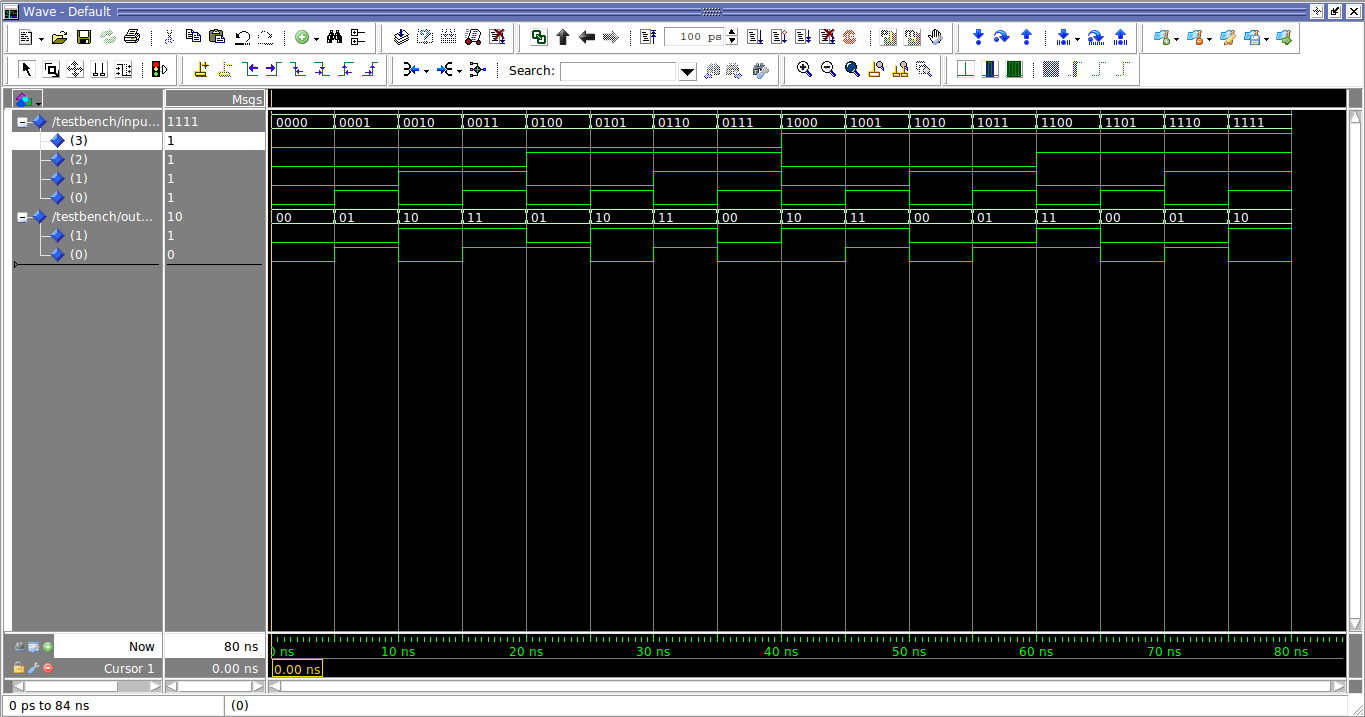 Wave - Default
100 ps
Search:
Msgs
/testbench/inpu... 1111 0000 0001 0010 0011 0100 0101 0110 0111 1000 1001 1010 1011 1100 1101 1110 1111
(3) 1
(2) 1
(1) 1
(0) 1
/testbench/out... 10 00 01 10 11 01 10 11 00 10 11 00 01 11 00 01 10
(1) 1
(0) 0
Now 80 ns 0 ns 10 ns 20 ns 30 ns 40 ns 50 ns 60 ns 70 ns 80 ns
Cursor 1 0.00 ns 0.00 ns
0 ps to 84 ns (0)